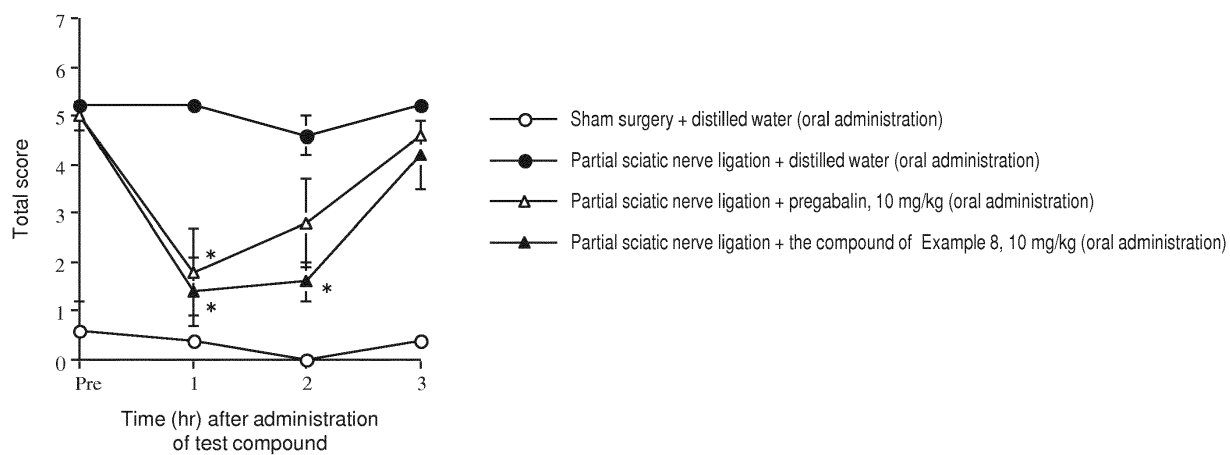 7
6
5
4
3
2
1
0
Total score
*
*
*
Pre 1 2 3
Time (hr) after administration
of test compound
Sham surgery + distilled water (oral administration)
Partial sciatic nerve ligation + distilled water (oral administration)
Partial sciatic nerve ligation + pregabalin, 10 mg/kg (oral administration)
Partial sciatic nerve ligation + the compound of Example 8, 10 mg/kg (oral administration)